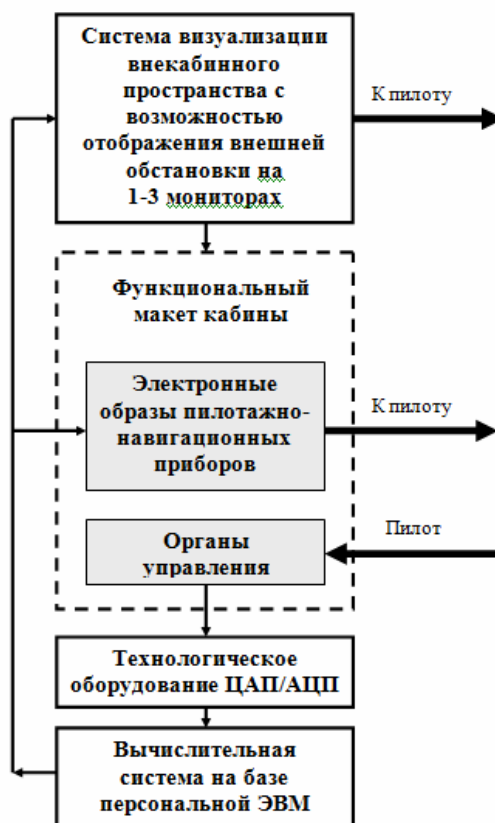 Система визуализации
внекабинного
пространства с
возможностью
отображения внешней
обстановки на
1-3 мониторах
К пилоту
Функциональный
макет кабины
Электронные
образы пилотажно-
навигационных
приборов
К пилоту
Органы
управления
Пилот
Технологическое
оборудование ЦАП/АЦП
Вычислительная
система на базе
персональной ЭВМ